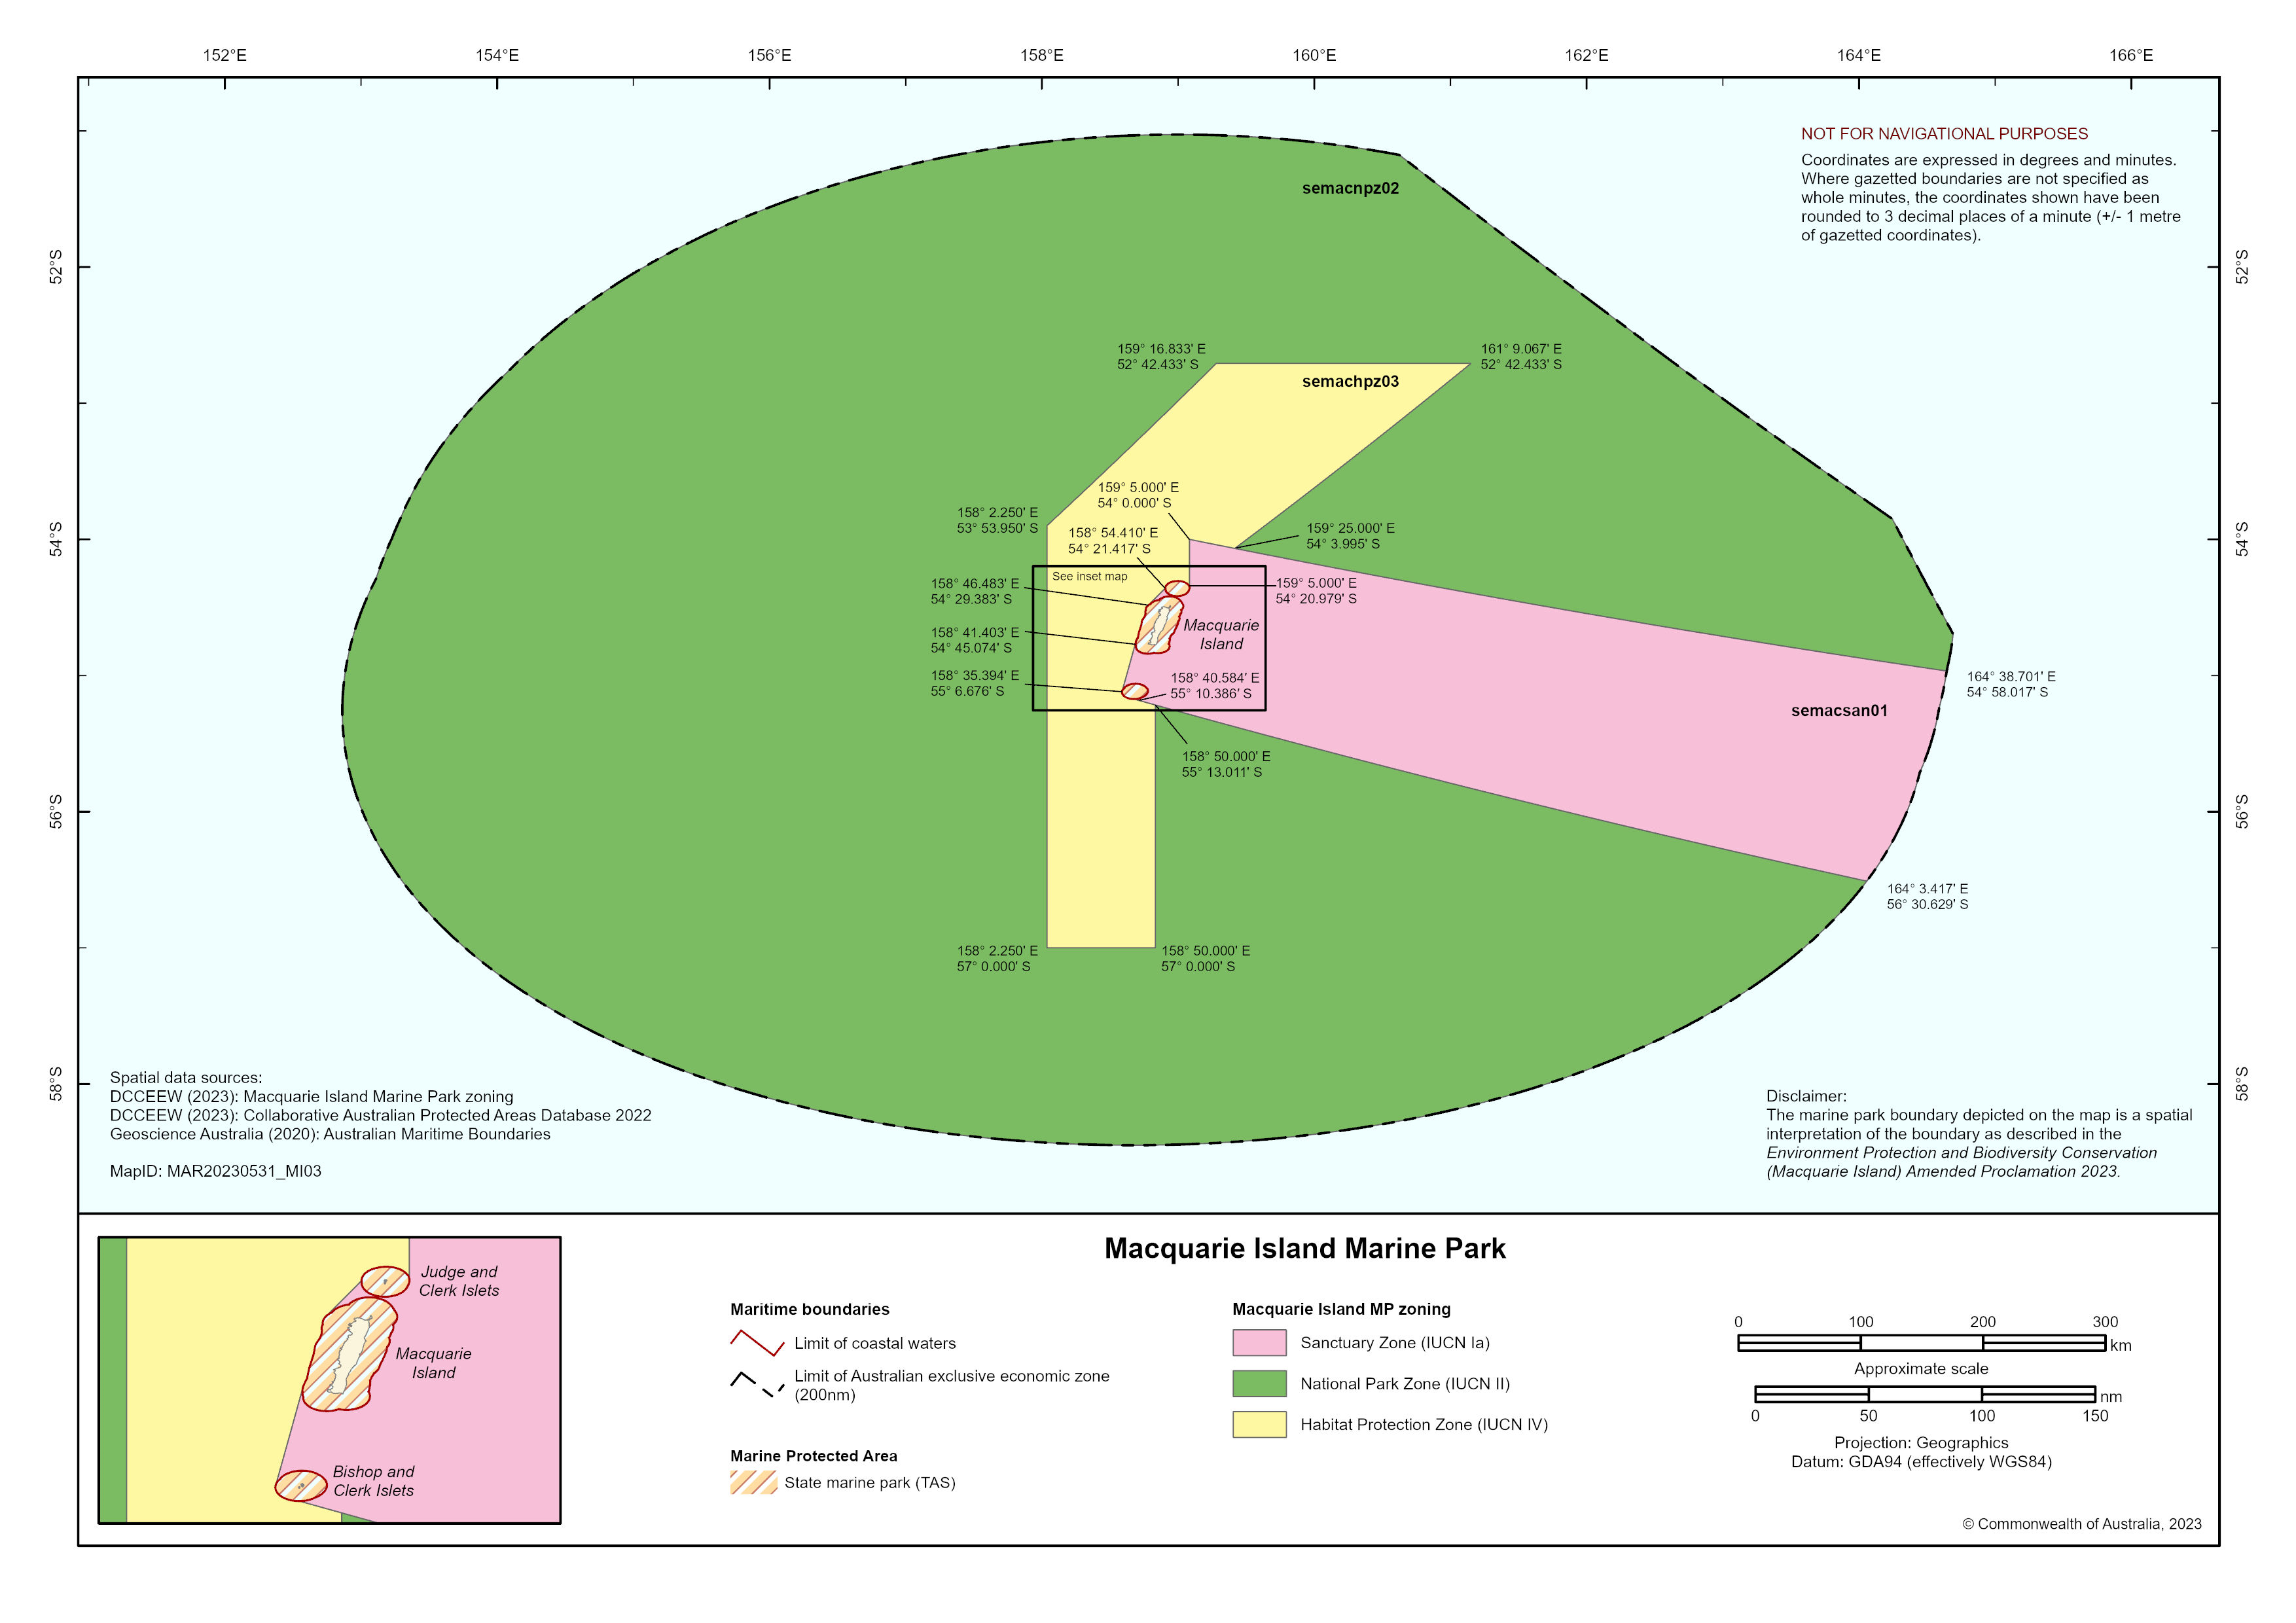 152°E
154°E
156°E
158°E
160°E
162°E
164°E
166°E
52°S
54°S
56°S
58°S
52°S
54°S
56°S
58°S
NOT FOR NAVIGATIONAL PURPOSES
Coordinates are expressed in degrees and minutes.
Where gazetted boundaries are not specified as
whole minutes, the coordinates shown have been
rounded to 3 decimal places of a minute (+/- 1 metre
of gazetted coordinates).
semacnpz02
159° 16.833' E
52° 42.433' S
161° 9.067' E
52° 42.433' S
semachpz03
159° 5.000' E
54° 0.000' S
158° 2.250' E
53° 53.950' S
158° 54.410' E
54° 21.417' S
159° 25.000' E
54° 3.995' S
See inset map
158° 46.483' E
54° 29.383' S
159° 5.000' E
54° 20.979' S
Macquarie
Island
158° 41.403' E
54° 45.074' S
158° 35.394' E
55° 6.676' S
158° 40.584' E
55° 10.386' S
164° 38.701' E
54° 58.017' S
semacsan01
158° 50.000' E
55° 13.011' S
164° 3.417' E
56° 30.629' S
158° 2.250' E
57° 0.000' S
158° 50.000' E
57° 0.000' S
Spatial data sources:
DCCEEW (2023): Macquarie Island Marine Park zoning
DCCEEW (2023): Collaborative Australian Protected Areas Database 2022
Geoscience Australia (2020): Australian Maritime Boundaries
MapID: MAR20230531_MI03
Disclaimer:
The marine park boundary depicted on the map is a spatial
interpretation of the boundary as described in the
Environment Protection and Biodiversity Conservation
(Macquarie Island) Amended Proclamation 2023.
Judge and
Clerk Islets
Macquarie
Island
Bishop and
Clerk Islets
Macquarie Island Marine Park
Maritime boundaries
Limit of coastal waters
Limit of Australian exclusive economic zone
(200nm)
Marine Protected Area
State marine park (TAS)
Macquarie Island MP zoning
Sanctuary Zone (IUCN Ia)
National Park Zone (IUCN II)
Habitat Protection Zone (IUCN IV)
0 100 200 300
km
Approximate scale
nm
0 50 100 150
Projection: Geographics
Datum: GDA94 (effectively WGS84)
© Commonwealth of Australia, 2023